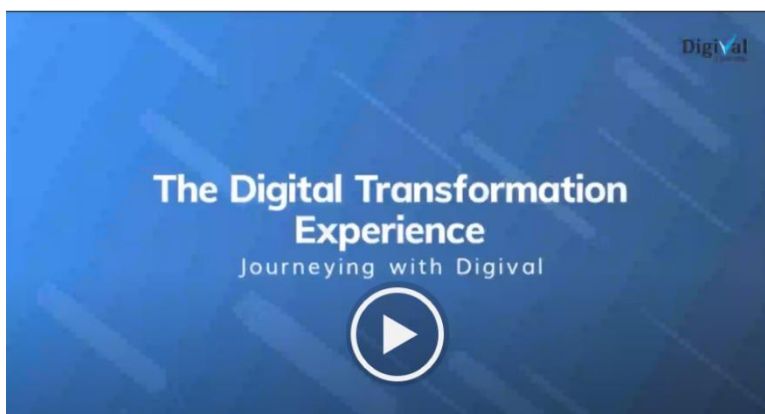 Digival
The Digital Transformation
Experience
Journeying with Digival